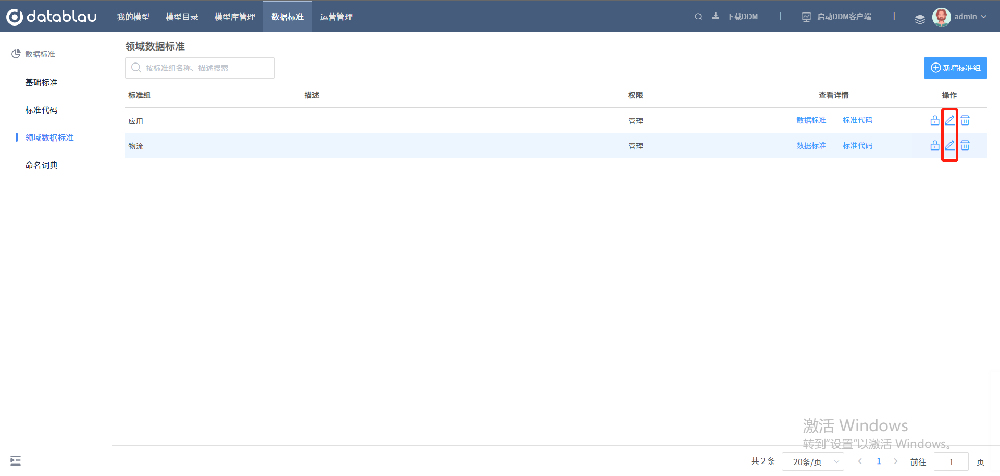 datablau 我的模型 模型目录 模型库管理 数据标准 运营管理 下载DDM | 启动DDM客户端 | admin
数据标准
基础标准
标准代码
领域数据标准
命名词典
领域数据标准
按标准组名称、描述搜索
新增标准组
标准组 描述 权限 查看详情 操作
应用 管理 数据标准 标准代码
物流 管理 数据标准 标准代码
激活 Windows
转到“设置”以激活 Windows。
共 2 条 20条/页 1 前往 1 页